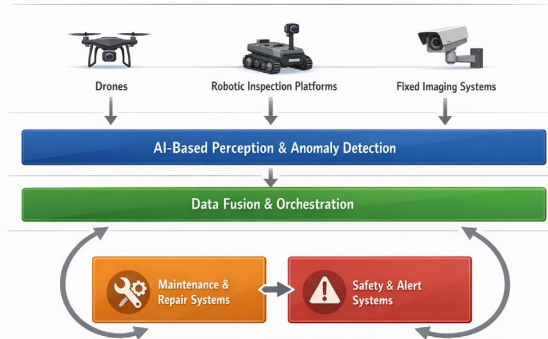 Drones
Robotic Inspection Platforms
Fixed Imaging Systems
AI-Based Perception & Anomaly Detection
Data Fusion & Orchestration
Maintenance &
Repair Systems
Safety & Alert
Systems